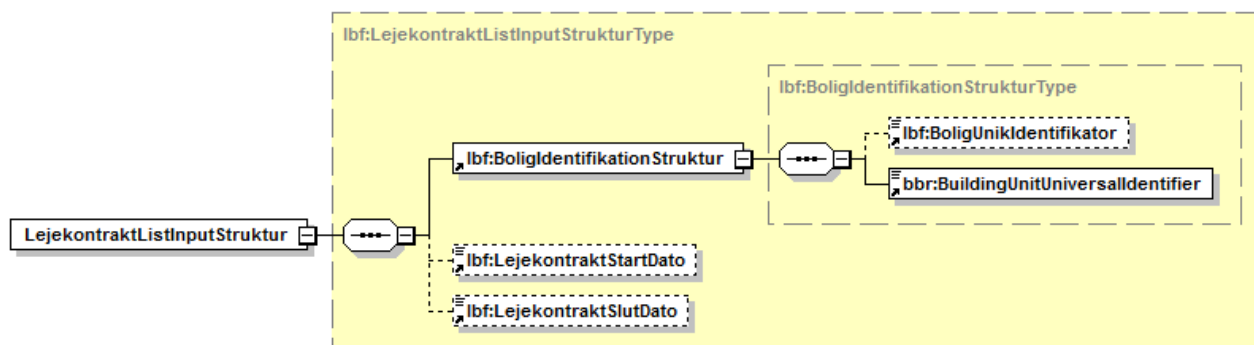 lbf:LejekontraktListInputStrukturType
lbf:BoligIdentifikationStrukturType
lbf:BoligUnikIdentifikator
lbf:BoligIdentifikationStruktur
bbr:BuildingUnitUniversalIdentifier
LejekontraktListInputStruktur
lbf:LejekontraktStartDato
lbf:LejekontraktSlutDato